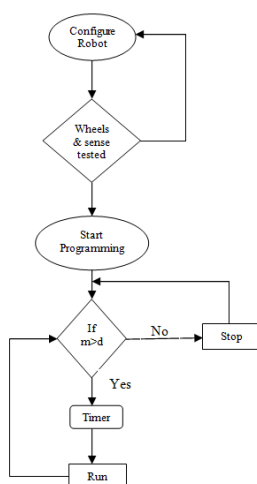 Configure
Robot
Wheels
& sense
tested
Start
Programming
If
m>d
No
Stop
Yes
Timer
Run